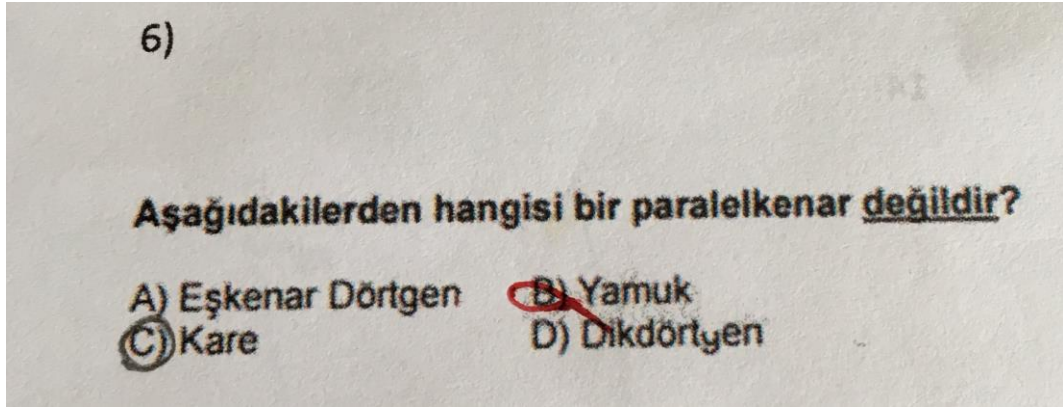 6)
Aşağıdakilerden hangisi bir paralelkenar değildir?
A) Eşkenar Dörtgen B) Yamuk
C) Kare D) Dikdörtgen